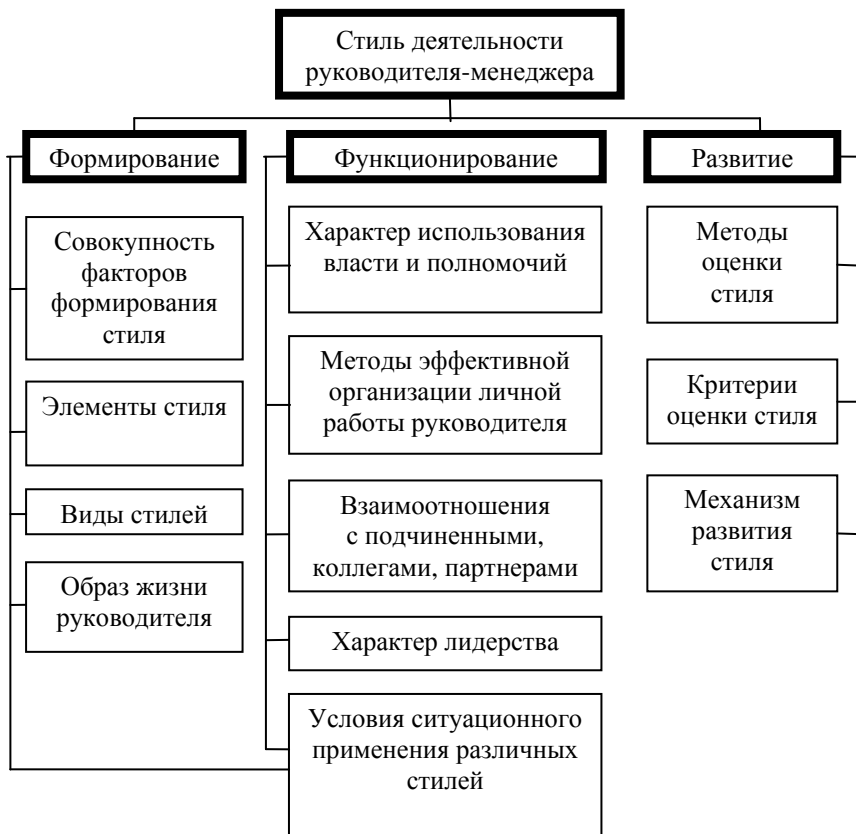 Стиль деятельности
руководителя-менеджера
Формирование
Функционирование
Развитие
Совокупность
факторов
формирования
стиля
Элементы стиля
Виды стилей
Образ жизни
руководителя
Характер использования
власти и полномочий
Методы эффективной
организации личной
работы руководителя
Взаимоотношения
с подчиненными,
коллегами, партнерами
Характер лидерства
Условия ситуационного
применения различных
стилей
Методы
оценки
стиля
Критерии
оценки стиля
Механизм
развития
стиля